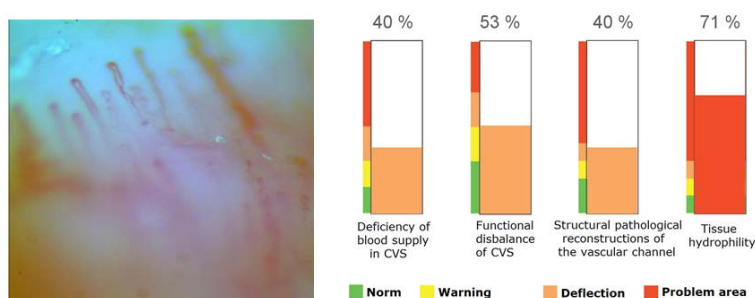 40 %
53 %
40 %
71 %
Deficiency of
blood supply
in CVS
Functional
disbalance
of CVS
Structural pathological
reconstructions of
the vascular channel
Tissue
hydrophility
Norm
Warning
Deflection
Problem area